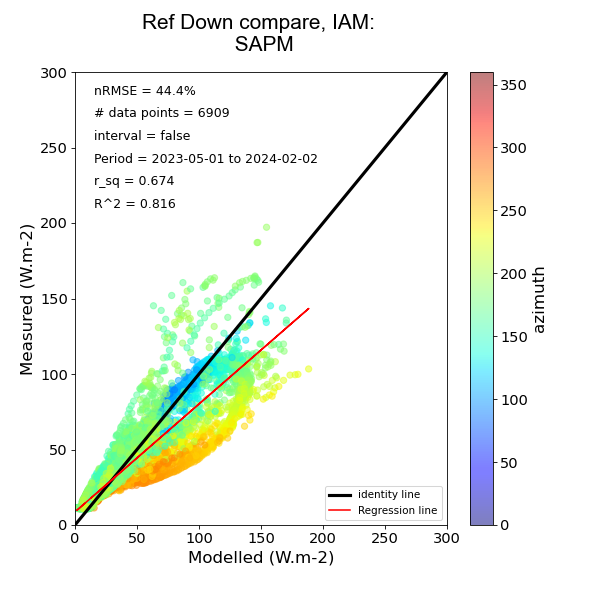 Ref Down compare, IAM:
SAPM
nRMSE = 44.4%
# data points = 6909
interval = false
Period = 2023-05-01 to 2024-02-02
r_sq = 0.674
R^2 = 0.816
300
250
200
150
100
50
0
Measured (W.m-2)
0 50 100 150 200 250 300
Modelled (W.m-2)
identity line
Regression line
350
300
250
200
150
100
50
0
azimuth